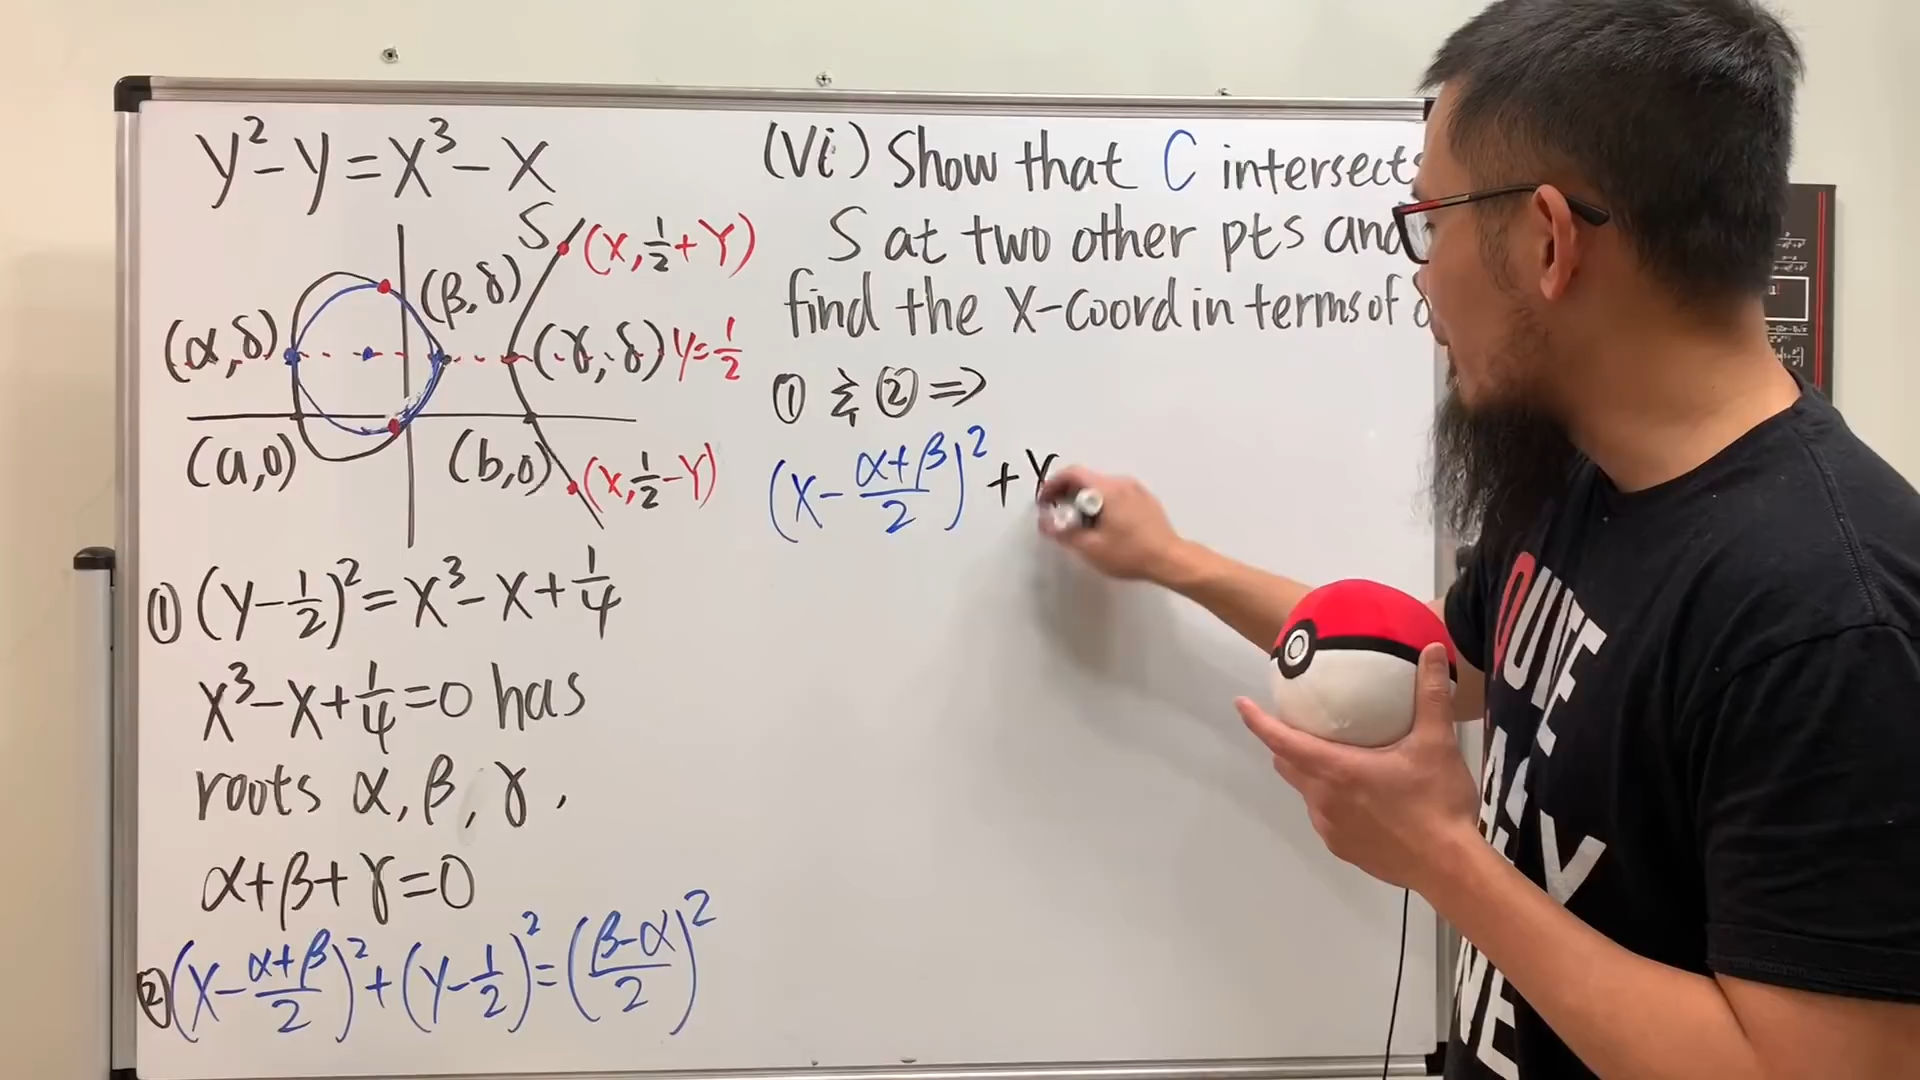 y² - y = x³ - x
S
(x, 1/2 + Y)
(β, δ)
(α, δ)
(γ, δ) y = 1/2
(a, 0)
(b, 0)
(x, 1/2 - Y)
① (y - 1/2)² = x³ - x + 1/4
x³ - x + 1/4 = 0 has
roots α, β, γ,
α + β + γ = 0
② (x - (α+β)/2)² + (y - 1/2)² = ((β-α)/2)²
(Vi) Show that C intersects
S at two other pts and
find the X-coord in terms of
① & ② ⇒
(x - (α+β)/2)² + x